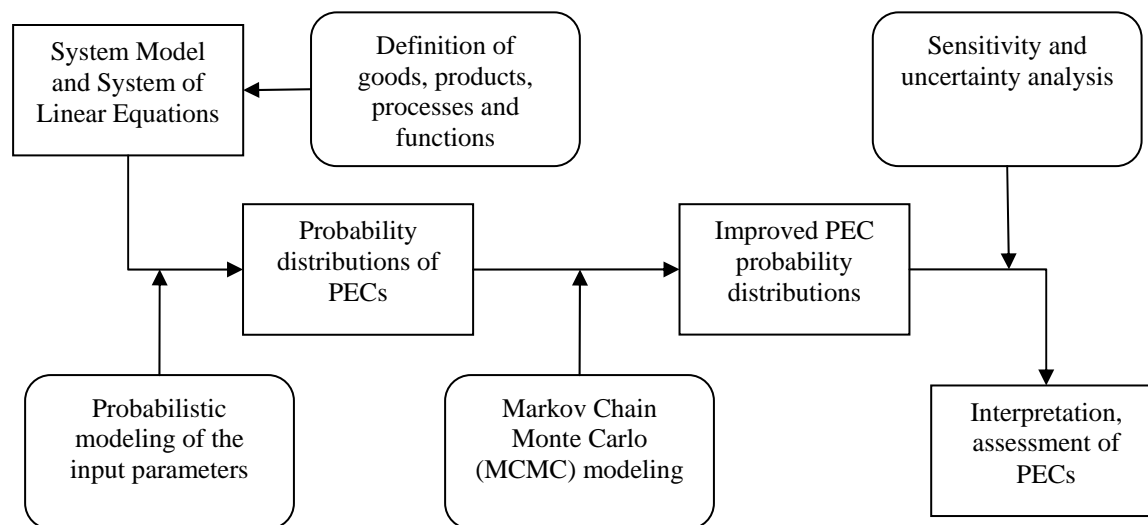 System Model
and System of
Linear Equations
Definition of
goods, products,
processes and
functions
Sensitivity and
uncertainty analysis
Probability
distributions of
PECs
Improved PEC
probability
distributions
Probabilistic
modeling of the
input parameters
Markov Chain
Monte Carlo
(MCMC) modeling
Interpretation,
assessment of
PECs